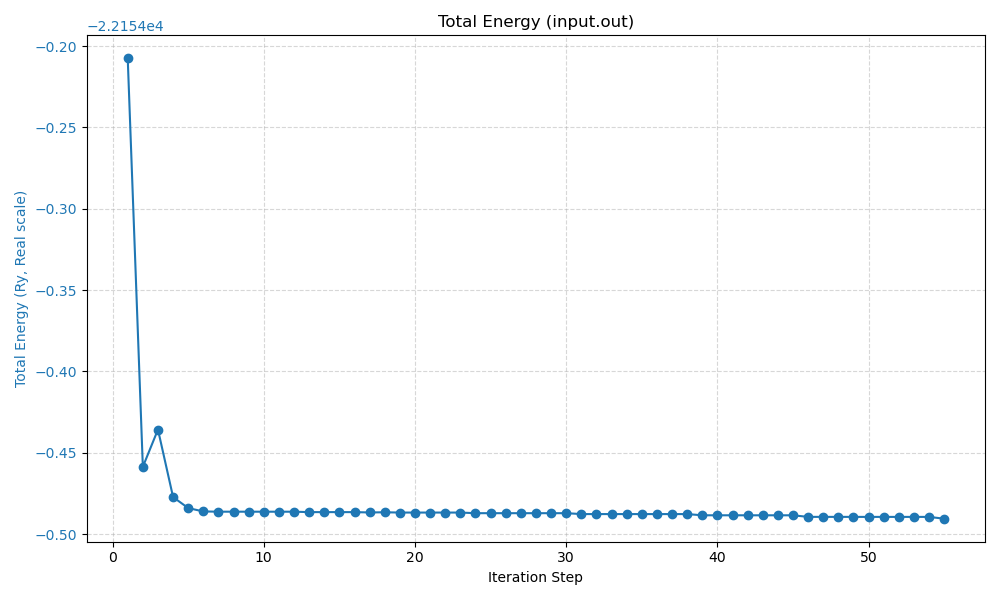 Total Energy (input.out)
−2.2154e4
−0.20
−0.25
−0.30
−0.35
−0.40
−0.45
−0.50
Total Energy (Ry, Real scale)
0 10 20 30 40 50
Iteration Step